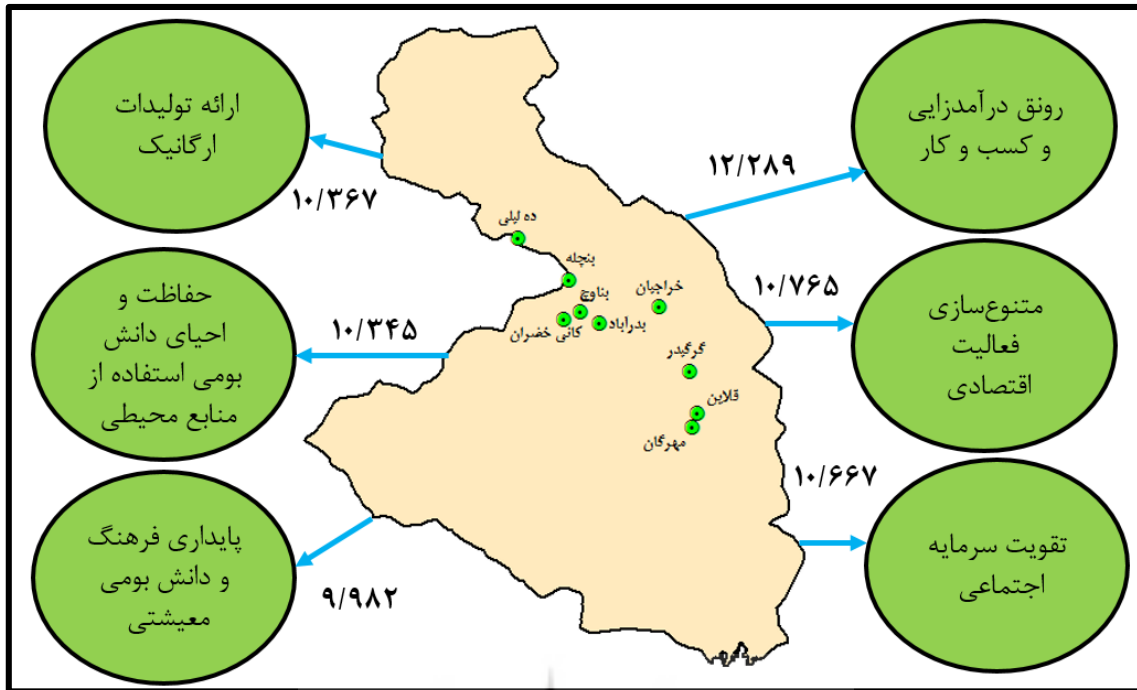 رونق درآمدزایی
و کسب و کار
۱۲/۲۸۹
ارائه تولیدات
ارگانیک
۱۰/۳۶۷
متنوع‌سازی
فعالیت
اقتصادی
۱۰/۷۶۵
حفاظت و
احیای دانش
بومی استفاده از
منابع محیطی
۱۰/۳۴۵
تقویت سرمایه
اجتماعی
۱۰/۶۶۷
پایداری فرهنگ
و دانش بومی
معیشتی
۹/۹۸۲
ده لیلی
بنچله
خراجیان
بناوچ
بدرآباد
کانی خضران
گرگیدر
قلاین
مهرگان